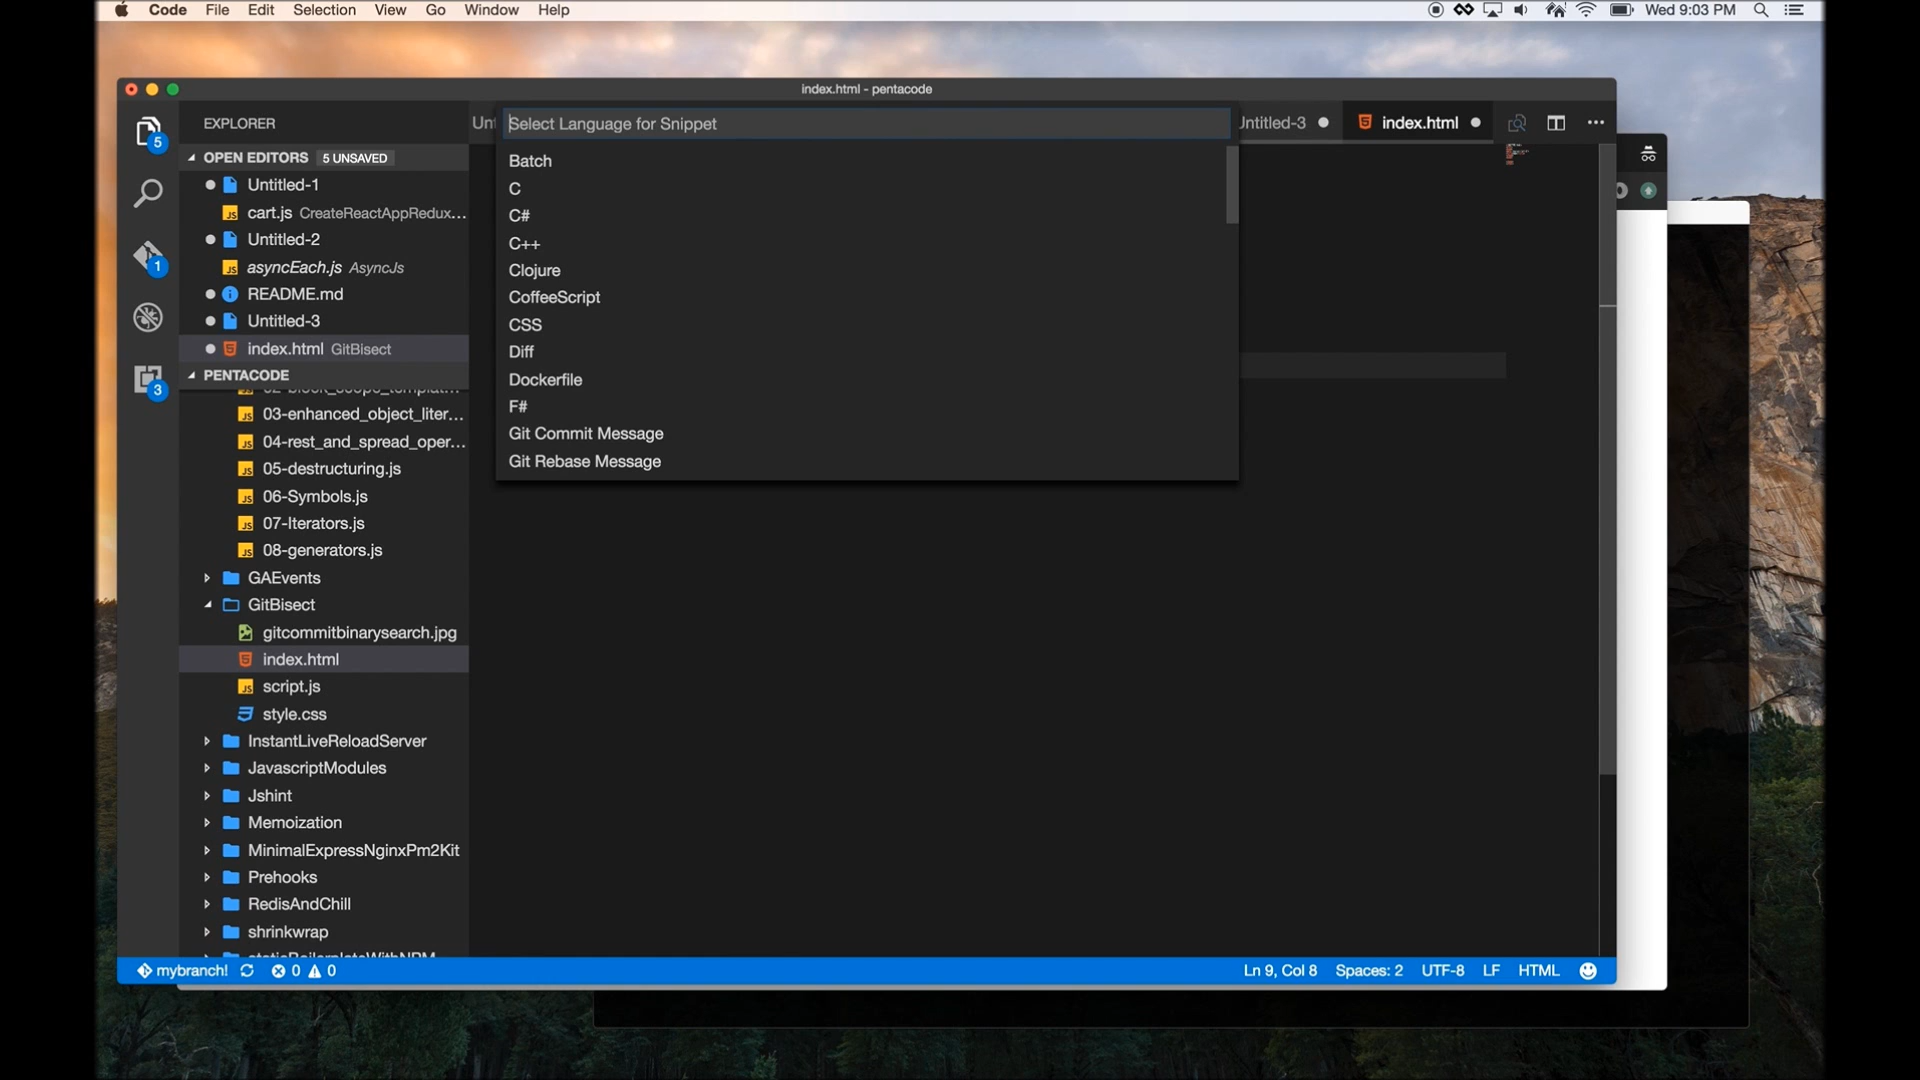 Code File Edit Selection View Go Window Help Wed 9:03 PM
index.html - pentacode
EXPLORER
Select Language for Snippet
Untitled-3
index.html
5
OPEN EDITORS 5 UNSAVED
Untitled-1
cart.js CreateReactAppRedux...
Untitled-2
asyncEach.js AsyncJs
1
README.md
Untitled-3
index.html GitBisect
PENTACODE
3
03-enhanced_object_liter...
04-rest_and_spread_oper...
05-destructuring.js
06-Symbols.js
07-Iterators.js
08-generators.js
GAEvents
GitBisect
gitcommitbinarysearch.jpg
index.html
script.js
style.css
InstantLiveReloadServer
JavascriptModules
Jshint
Memoization
MinimalExpressNginxPm2Kit
Prehooks
RedisAndChill
shrinkwrap
Batch
C
C#
C++
Clojure
CoffeeScript
CSS
Diff
Dockerfile
F#
Git Commit Message
Git Rebase Message
mybranch! 0 0 Ln 9, Col 8 Spaces: 2 UTF-8 LF HTML